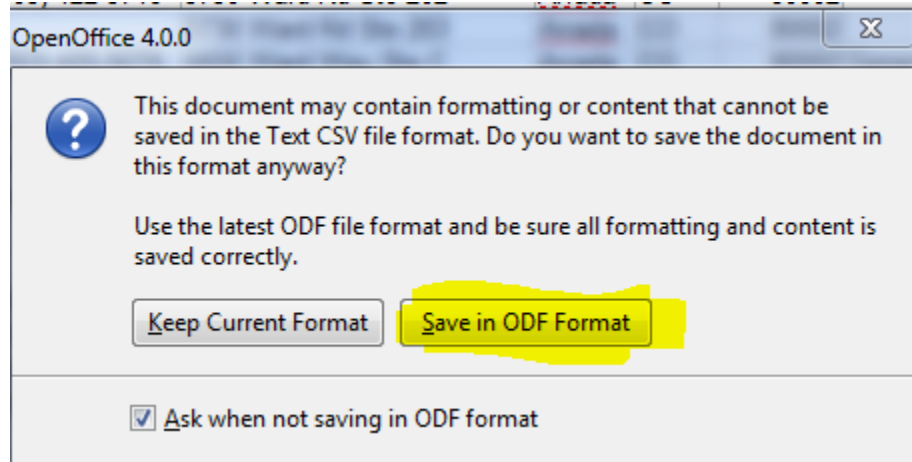 OpenOffice 4.0.0
This document may contain formatting or content that cannot be
saved in the Text CSV file format. Do you want to save the document in
this format anyway?
Use the latest ODF file format and be sure all formatting and content is
saved correctly.
Keep Current Format
Save in ODF Format
Ask when not saving in ODF format